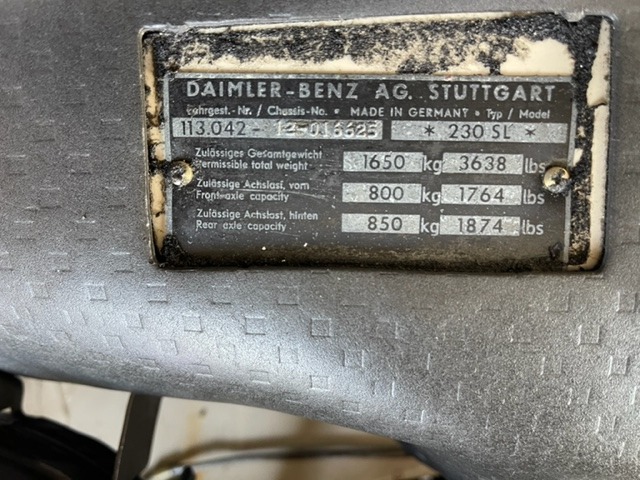 DAIMLER-BENZ AG. STUTTGART
Fahrgest.-Nr. / Chassis-No. • MADE IN GERMANY • Typ / Model
113.042 - 12-016325 * 230 SL *
Zulässiges Gesamtgewicht
Permissible total weight 1650 kg 3638 lbs
Zulässige Achslast, vorn
Front axle capacity 800 kg 1764 lbs
Zulässige Achslast, hinten
Rear axle capacity 850 kg 1874 lbs